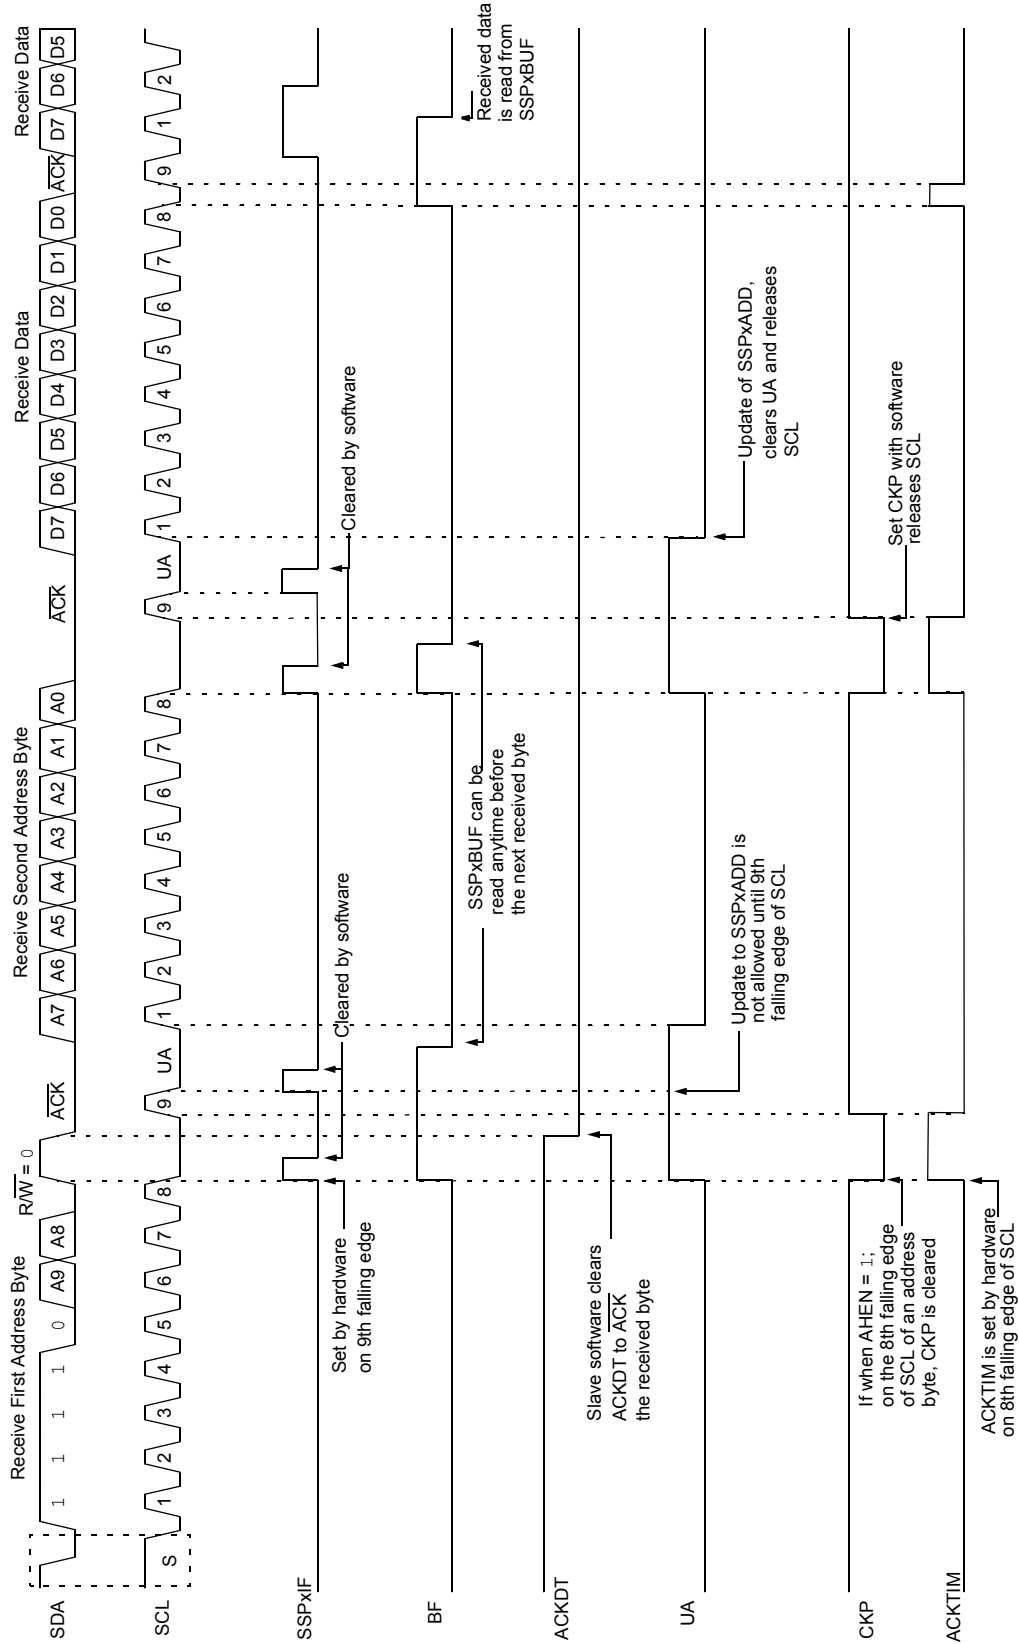 Receive First Address Byte
R/W = 0
Receive Second Address Byte
Receive Data
Receive Data
SDA
1 1 1 1 0 A9 A8
ACK
A7 A6 A5 A4 A3 A2 A1 A0
ACK
D7 D6 D5 D4 D3 D2 D1 D0
ACK
D7 D6 D5
SCL
S
1 2 3 4 5 6 7 8 9 UA 1 2 3 4 5 6 7 8 9 UA 1 2 3 4 5 6 7 8 9 1 2
SSPxIF
Set by hardware
on 9th falling edge
Cleared by software
Cleared by software
BF
SSPxBUF can be
read anytime before
the next received byte
Received data
is read from
SSPxBUF
ACKDT
Slave software clears
ACKDT to ACK
the received byte
UA
Update to SSPxADD is
not allowed until 9th
falling edge of SCL
Update of SSPxADD,
clears UA and releases
SCL
CKP
If when AHEN = 1;
on the 8th falling edge
of SCL of an address
byte, CKP is cleared
Set CKP with software
releases SCL
ACKTIM
ACKTIM is set by hardware
on 8th falling edge of SCL